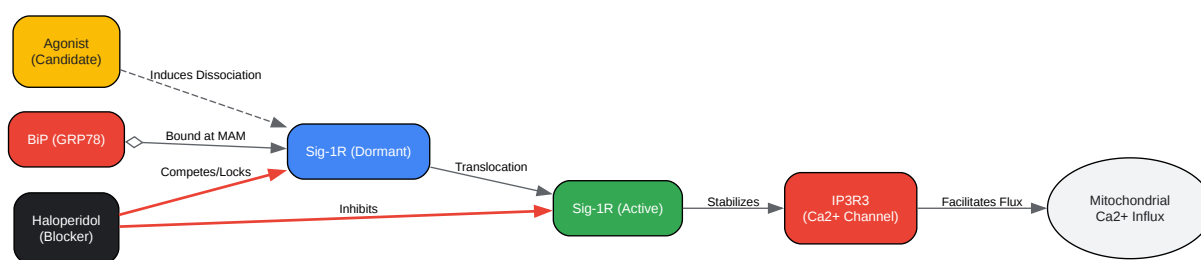 Agonist
(Candidate)
Induces Dissociation
BiP (GRP78)
Bound at MAM
Sig-1R (Dormant)
Competes/Locks
Translocation
Haloperidol
(Blocker)
Inhibits
Sig-1R (Active)
Stabilizes
IP3R3
(Ca2+ Channel)
Facilitates Flux
Mitochondrial
Ca2+ Influx